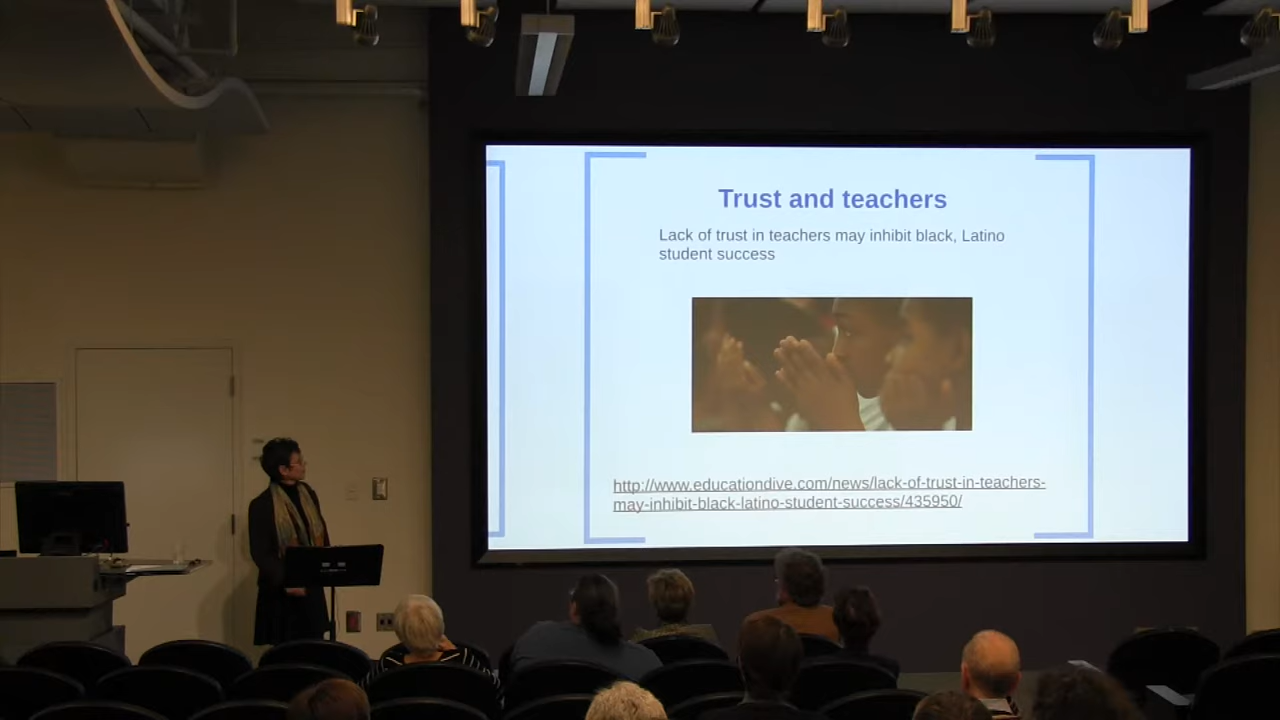 Trust and teachers
Lack of trust in teachers may inhibit black, Latino
student success
http://www.educationdive.com/news/lack-of-trust-in-teachers-
may-inhibit-black-latino-student-success/435950/